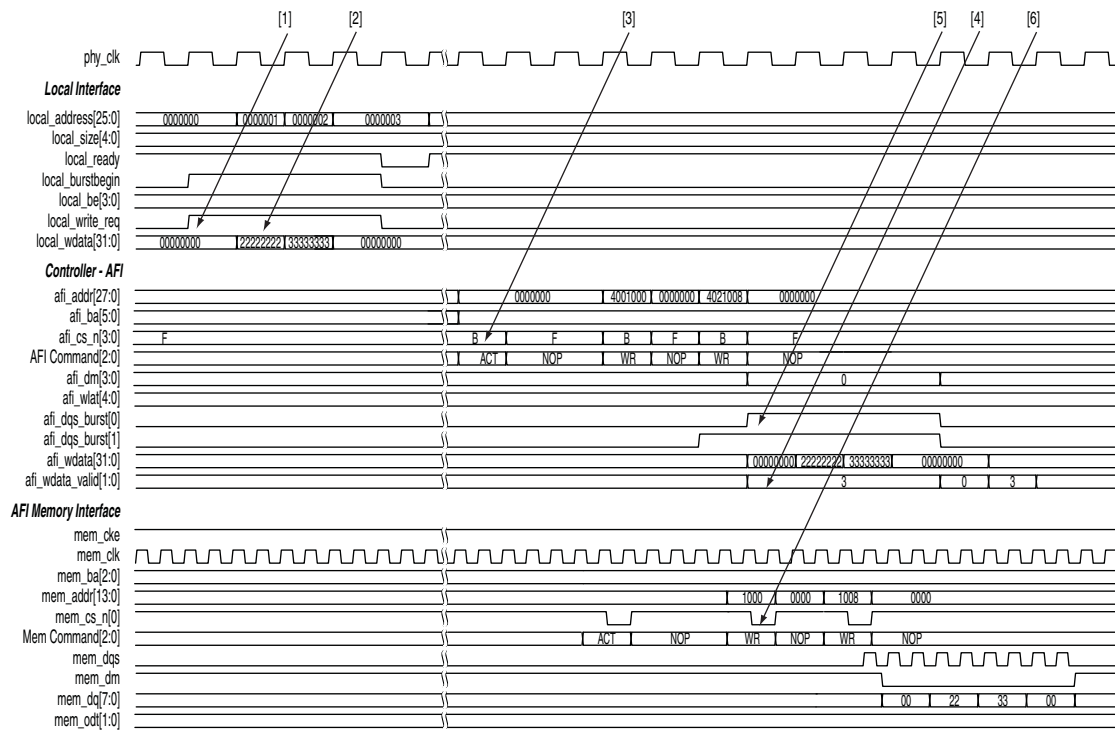 [1] [2] [3] [5] [4] [6]
phy_clk
Local Interface
local_address[25:0] 0000000 0000001 0000002 0000003
local_size[4:0]
local_ready
local_burstbegin
local_be[3:0]
local_write_req
local_wdata[31:0] 00000000 22222222 33333333 00000000
Controller - AFI
afi_addr[27:0] 0000000 4001000 0000000 4021008 0000000
afi_ba[5:0]
afi_cs_n[3:0] F B F B F B F
AFI Command[2:0] ACT NOP WR NOP WR NOP
afi_dm[3:0] 0
afi_wlat[4:0]
afi_dqs_burst[0]
afi_dqs_burst[1]
afi_wdata[31:0] 00000000 22222222 33333333 00000000
afi_wdata_valid[1:0] 3 0 3
AFI Memory Interface
mem_cke
mem_clk
mem_ba[2:0]
mem_addr[13:0] 1000 0000 1008 0000
mem_cs_n[0]
Mem Command[2:0] ACT NOP WR NOP WR NOP
mem_dqs
mem_dm
mem_dq[7:0] 00 22 33 00
mem_odt[1:0]